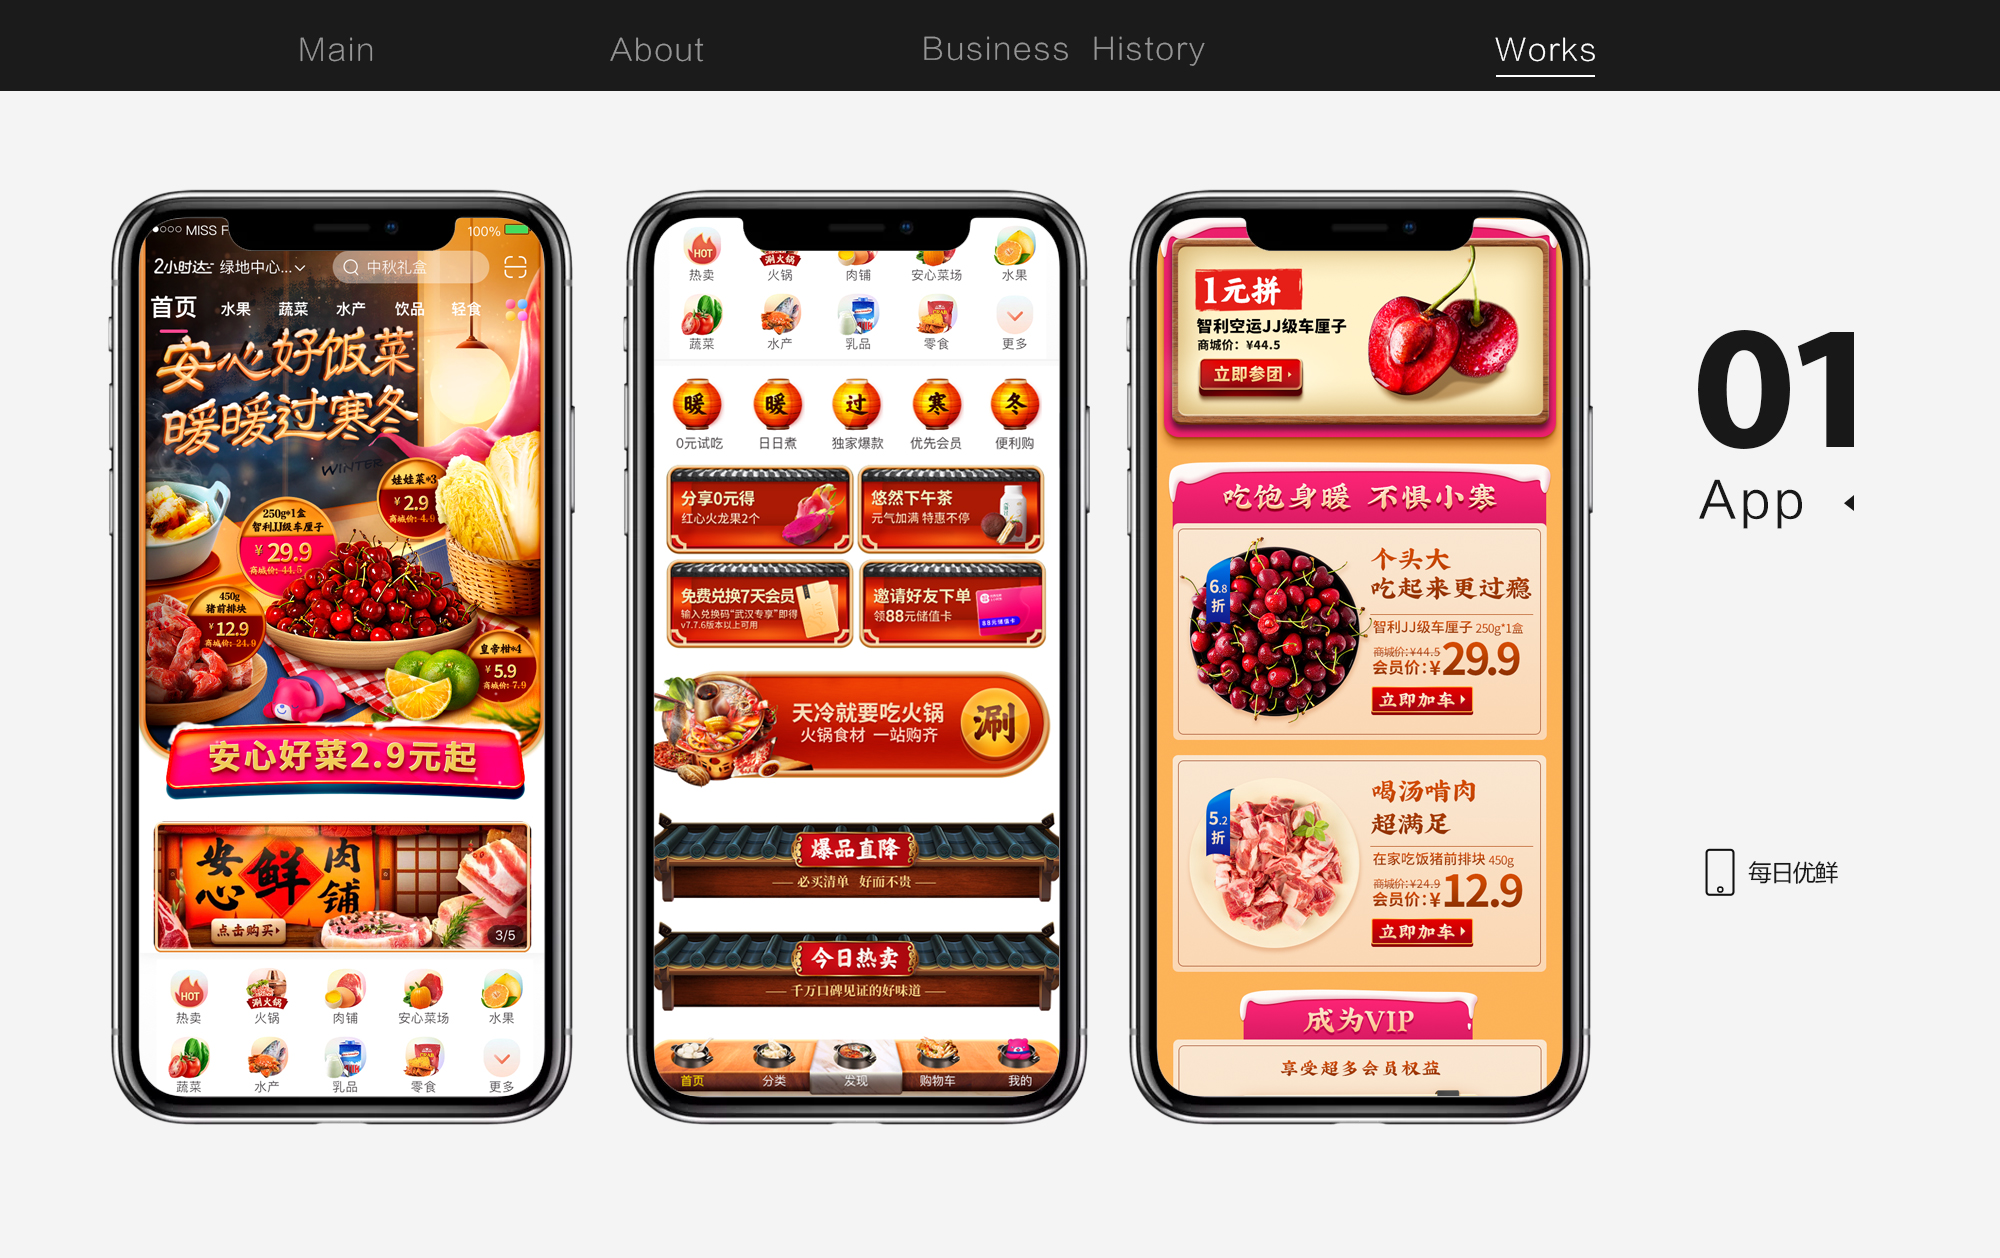 Main
About
Business History
Works
MISS F
100%
2小时达
绿地中心...
中秋礼盒
首页
水果
蔬菜
水产
饮品
轻食
安心好饭菜
暖暖过寒冬
WINTER
娃娃菜*3
¥2.9
商城价: 4.9
250g*1盒
智利JJ级车厘子
¥29.9
商城价: 44.5
450g
猪前排块
¥12.9
商城价: 24.9
皇帝柑*4
¥5.9
商城价: 7.9
安心好菜2.9元起
安心
鲜
肉铺
点击购买
3/5
HOT
涮火锅
热卖
火锅
肉铺
安心菜场
水果
蔬菜
水产
乳品
零食
更多
HOT
涮火锅
热卖
火锅
肉铺
安心菜场
水果
蔬菜
水产
乳品
零食
更多
暖
暖
过
寒
冬
0元试吃
日日煮
独家爆款
优先会员
便利购
分享0元得
红心火龙果2个
悠然下午茶
元气加满 特惠不停
免费兑换7天会员
输入兑换码“武汉专享”即得
v7.7.6版本以上可用
邀请好友下单
领88元储值卡
88元储值卡
天冷就要吃火锅
火锅食材 一站购齐
涮
爆品直降
必买清单 好而不贵
今日热卖
千万口碑见证的好味道
首页
分类
发现
购物车
我的
1元拼
智利空运JJ级车厘子
商城价: ¥44.5
立即参团
吃饱身暖 不惧小寒
6.8
折
个头大
吃起来更过瘾
智利JJ级车厘子 250g*1盒
商城价:¥44.5
会员价:¥29.9
立即加车
5.2
折
喝汤啃肉
超满足
在家吃饭猪前排块 450g
商城价:¥24.9
会员价:¥12.9
立即加车
成为VIP
享受超多会员权益
01
App
每日优鲜